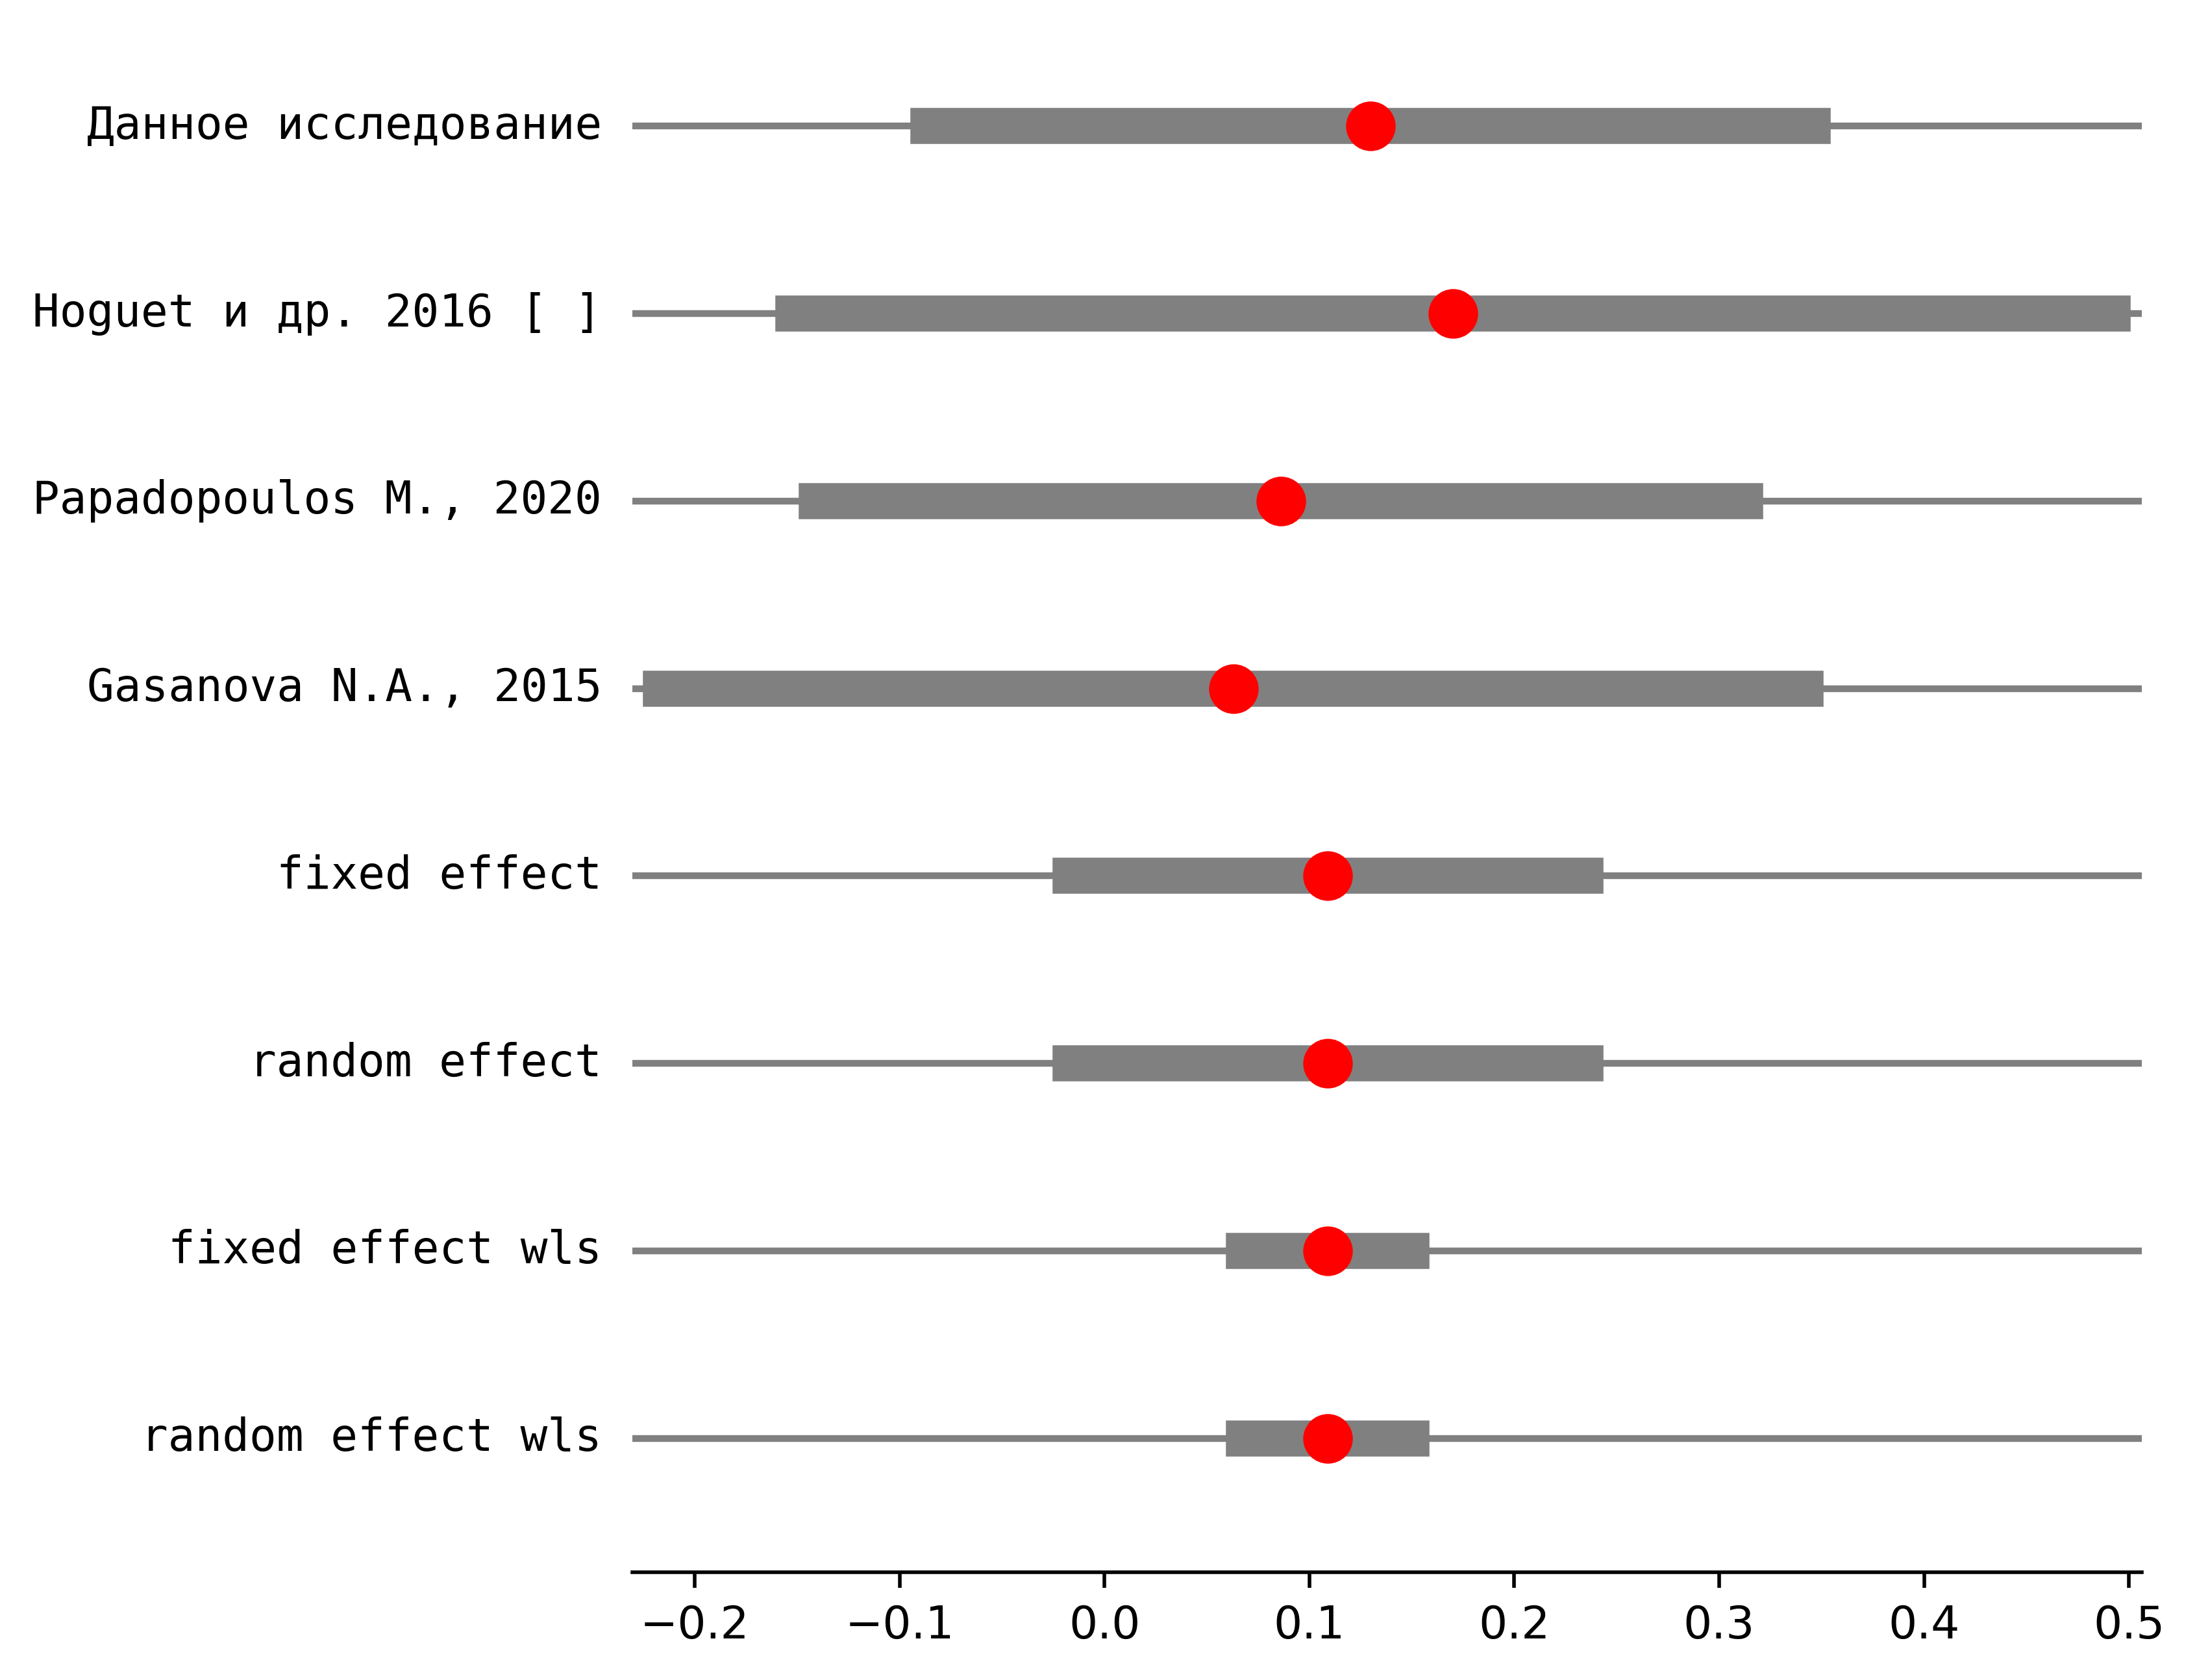 Данное исследование
Hoguet и др. 2016 [ ]
Papadopoulos M., 2020
Gasanova N.A., 2015
fixed effect
random effect
fixed effect wls
random effect wls
−0.2 −0.1 0.0 0.1 0.2 0.3 0.4 0.5